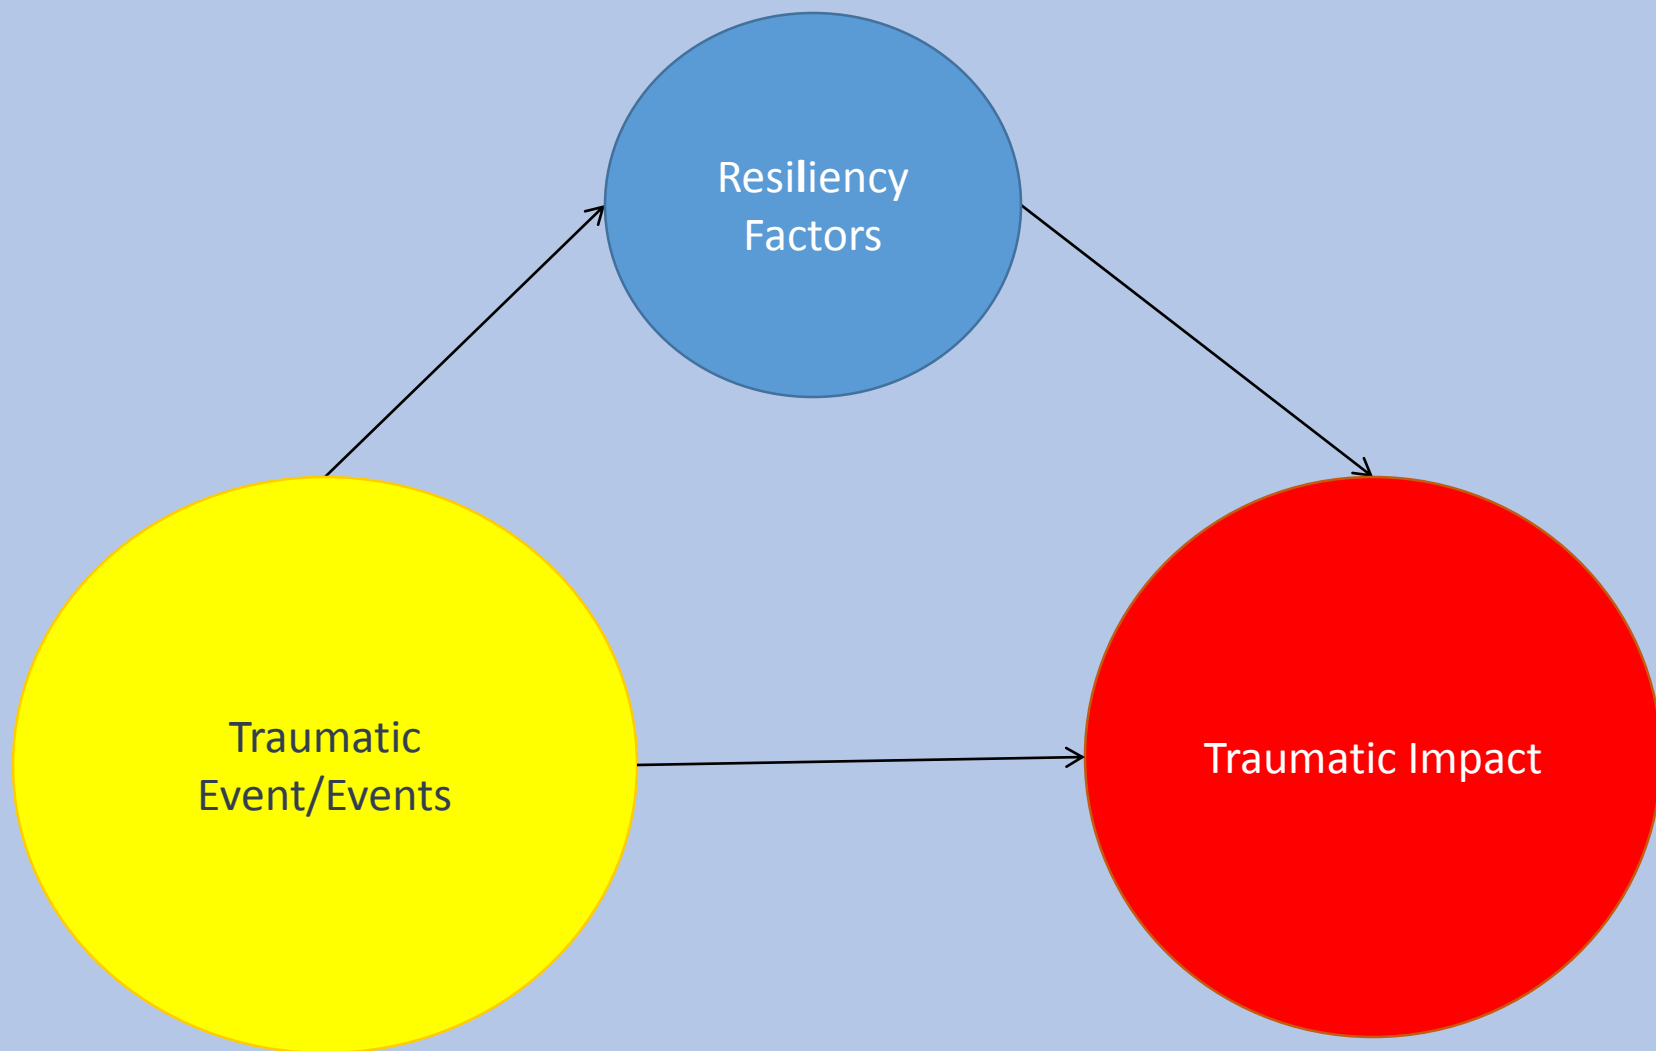 Resiliency
Factors
Traumatic
Event/Events
Traumatic Impact